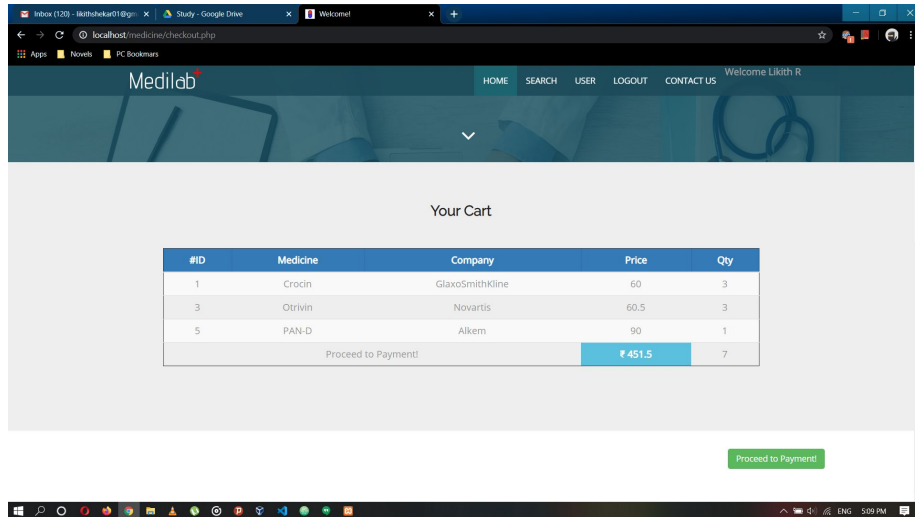 Inbox (120) - likithshekar01@gm
Study - Google Drive
Welcome!
localhost/medicine/checkout.php
Apps
Novels
PC Bookmars
Medilab
HOME
SEARCH
USER
LOGOUT
CONTACT US
Welcome Likith R
Your Cart
#ID Medicine Company Price Qty
1 Crocin GlaxoSmithKline 60 3
3 Otrivin Novartis 60.5 3
5 PAN-D Alkem 90 1
Proceed to Payment! ₹ 451.5 7
Proceed to Payment!
ENG 5:09 PM